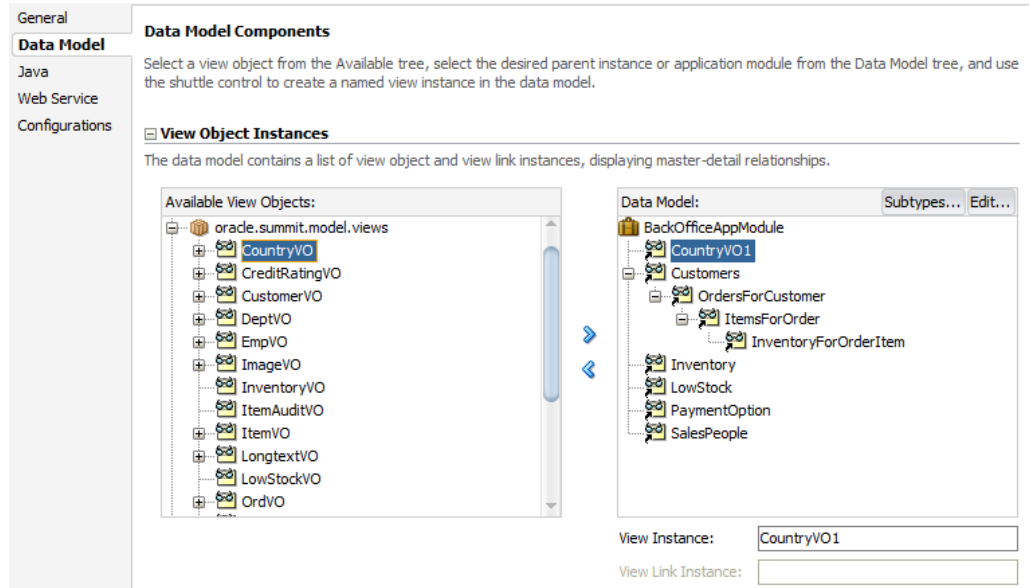 General
Data Model
Java
Web Service
Configurations
Data Model Components
Select a view object from the Available tree, select the desired parent instance or application module from the Data Model tree, and use
the shuttle control to create a named view instance in the data model.
View Object Instances
The data model contains a list of view object and view link instances, displaying master-detail relationships.
Available View Objects:
oracle.summit.model.views
CountryVO
CreditRatingVO
CustomerVO
DeptVO
EmpVO
ImageVO
InventoryVO
ItemAuditVO
ItemVO
LongtextVO
LowStockVO
OrdVO
Data Model:
Subtypes... Edit...
BackOfficeAppModule
CountryVO1
Customers
OrdersForCustomer
ItemsForOrder
InventoryForOrderItem
Inventory
LowStock
PaymentOption
SalesPeople
View Instance: CountryVO1
View Link Instance: